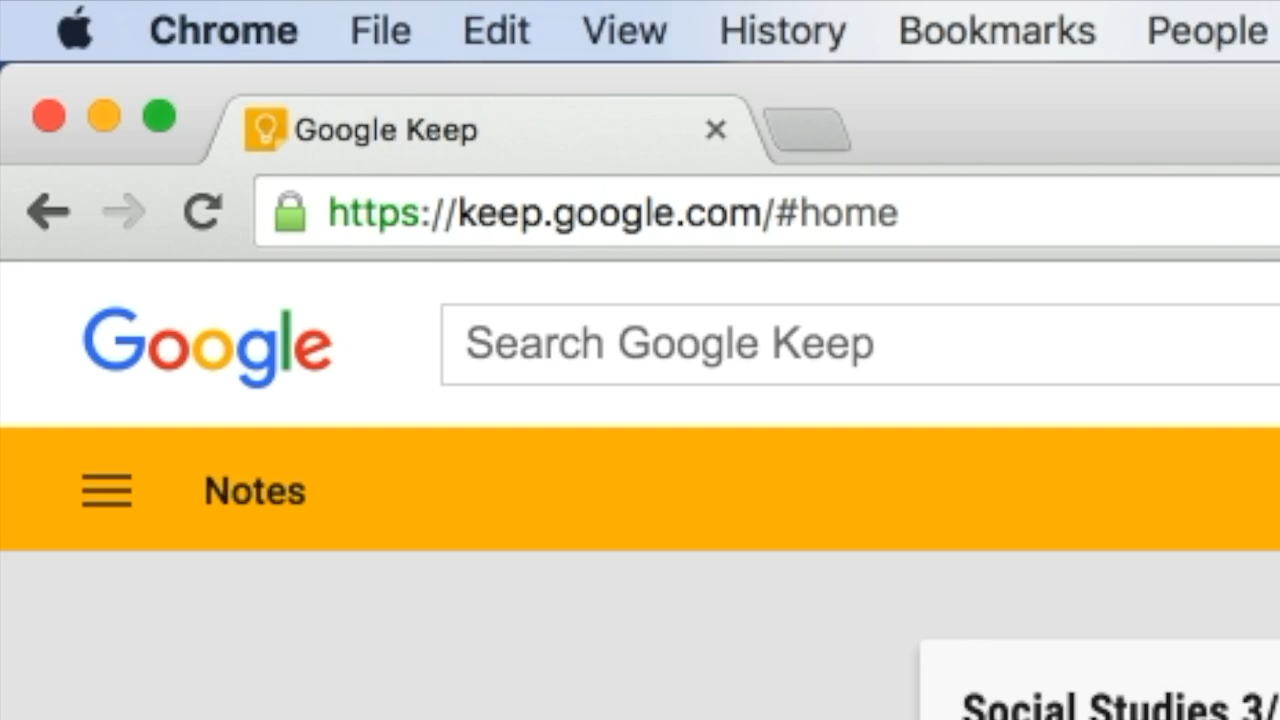 Chrome File Edit View History Bookmarks People
Google Keep
https://keep.google.com/#home
Google Search Google Keep
Notes
Social Studies 3/